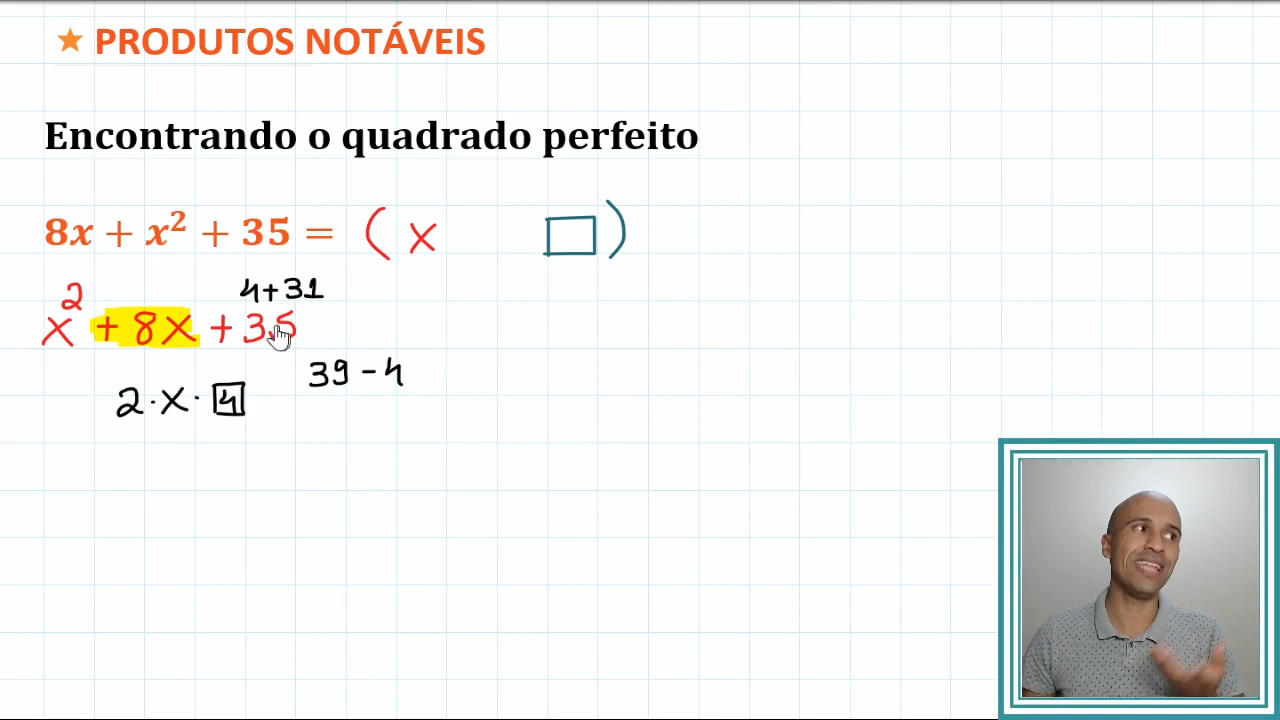 PRODUTOS NOTÁVEIS
Encontrando o quadrado perfeito
8x + x² + 35 = ( x □ )
4+31
x² + 8x + 35
39 - 4
2 · x · 4